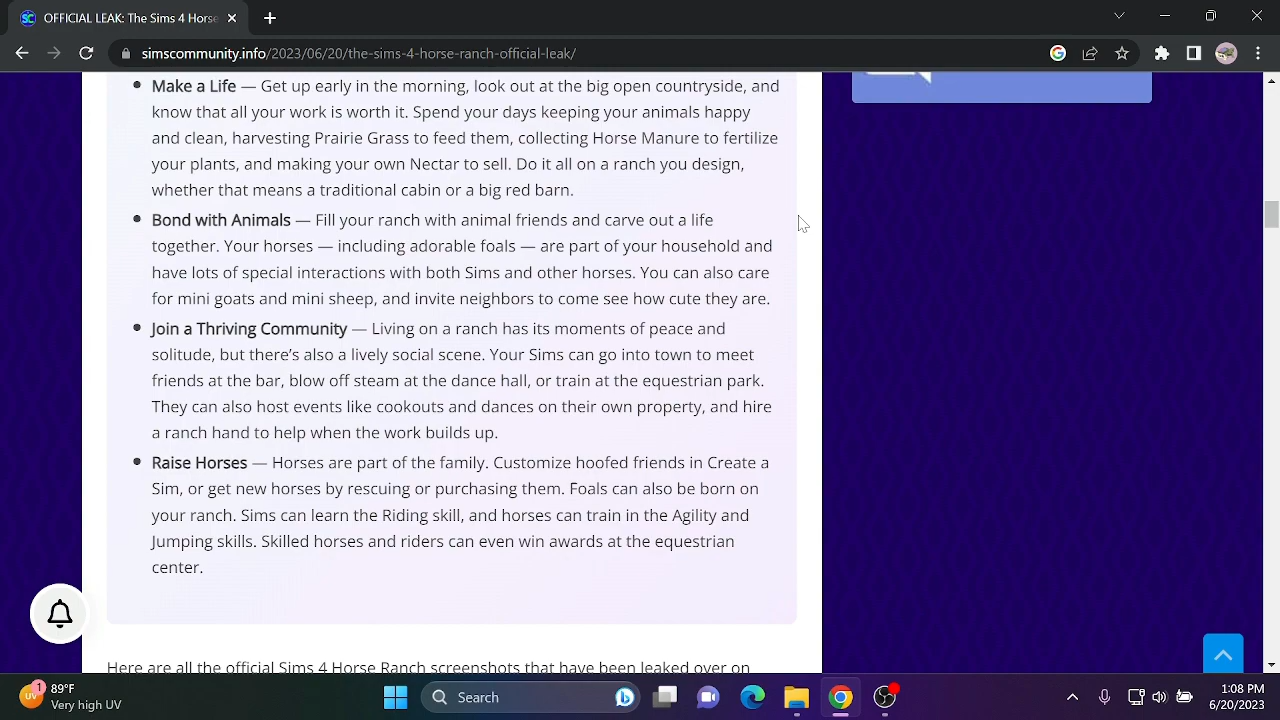 OFFICIAL LEAK: The Sims 4 Horse
simscommunity.info/2023/06/20/the-sims-4-horse-ranch-official-leak/
Make a Life — Get up early in the morning, look out at the big open countryside, and
know that all your work is worth it. Spend your days keeping your animals happy
and clean, harvesting Prairie Grass to feed them, collecting Horse Manure to fertilize
your plants, and making your own Nectar to sell. Do it all on a ranch you design,
whether that means a traditional cabin or a big red barn.
Bond with Animals — Fill your ranch with animal friends and carve out a life
together. Your horses — including adorable foals — are part of your household and
have lots of special interactions with both Sims and other horses. You can also care
for mini goats and mini sheep, and invite neighbors to come see how cute they are.
Join a Thriving Community — Living on a ranch has its moments of peace and
solitude, but there's also a lively social scene. Your Sims can go into town to meet
friends at the bar, blow off steam at the dance hall, or train at the equestrian park.
They can also host events like cookouts and dances on their own property, and hire
a ranch hand to help when the work builds up.
Raise Horses — Horses are part of the family. Customize hoofed friends in Create a
Sim, or get new horses by rescuing or purchasing them. Foals can also be born on
your ranch. Sims can learn the Riding skill, and horses can train in the Agility and
Jumping skills. Skilled horses and riders can even win awards at the equestrian
center.
Here are all the official Sims 4 Horse Ranch screenshots that have been leaked over on
UV
1
89°F
Very high UV
Search
1:08 PM
6/20/2023